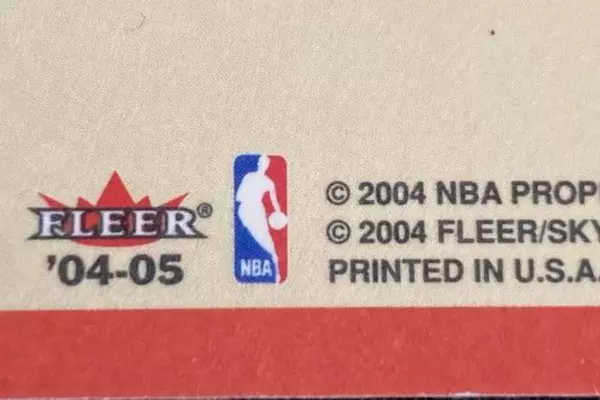 FLEER®
'04-05
NBA
© 2004 NBA PROP
© 2004 FLEER/SKY
PRINTED IN U.S.A.